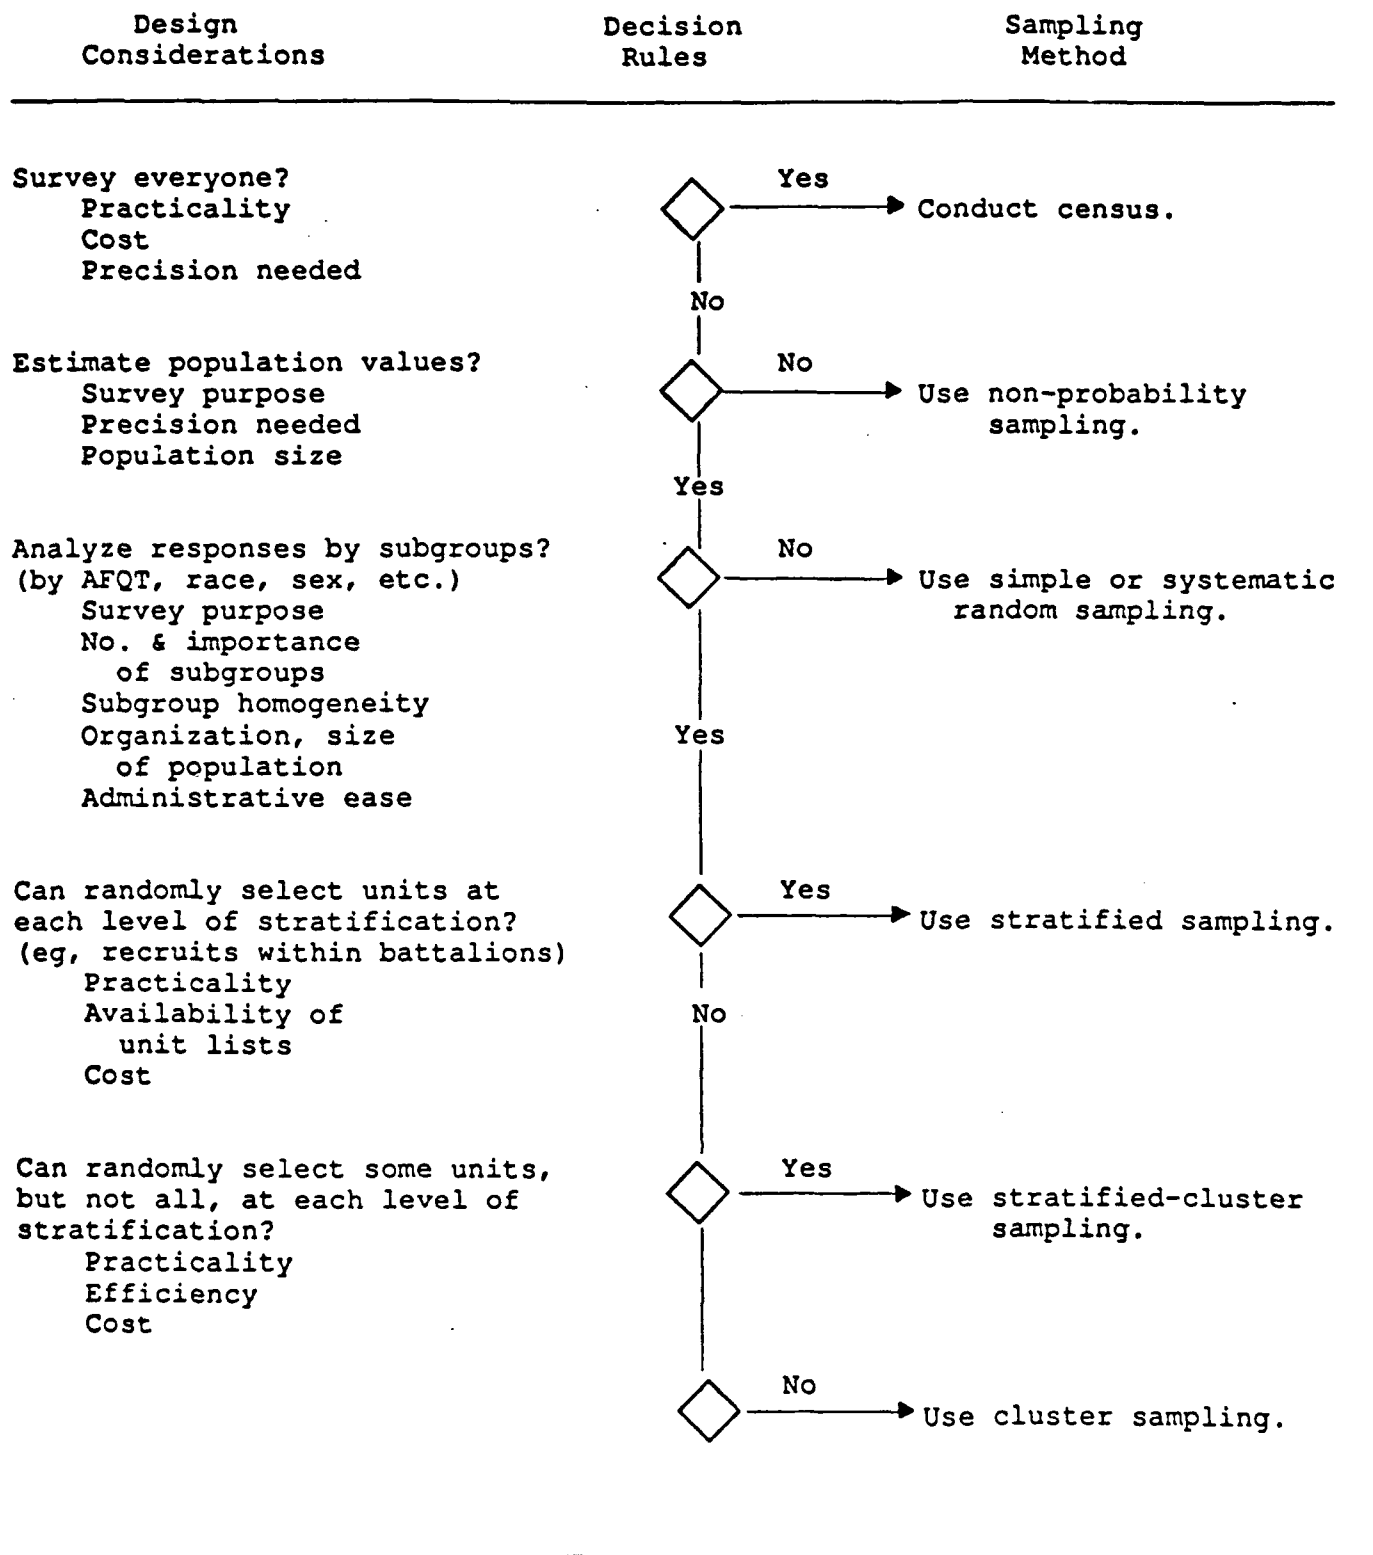 Design Considerations
Decision Rules
Sampling Method
Survey everyone?
Practicality
Cost
Precision needed
Yes
Conduct census.
No
Estimate population values?
Survey purpose
Precision needed
Population size
No
Use non-probability
sampling.
Yes
Analyze responses by subgroups?
(by AFQT, race, sex, etc.)
Survey purpose
No. & importance
of subgroups
Subgroup homogeneity
Organization, size
of population
Administrative ease
No
Use simple or systematic
random sampling.
Yes
Can randomly select units at
each level of stratification?
(eg, recruits within battalions)
Practicality
Availability of
unit lists
Cost
Yes
Use stratified sampling.
No
Can randomly select some units,
but not all, at each level of
stratification?
Practicality
Efficiency
Cost
Yes
Use stratified-cluster
sampling.
No
Use cluster sampling.